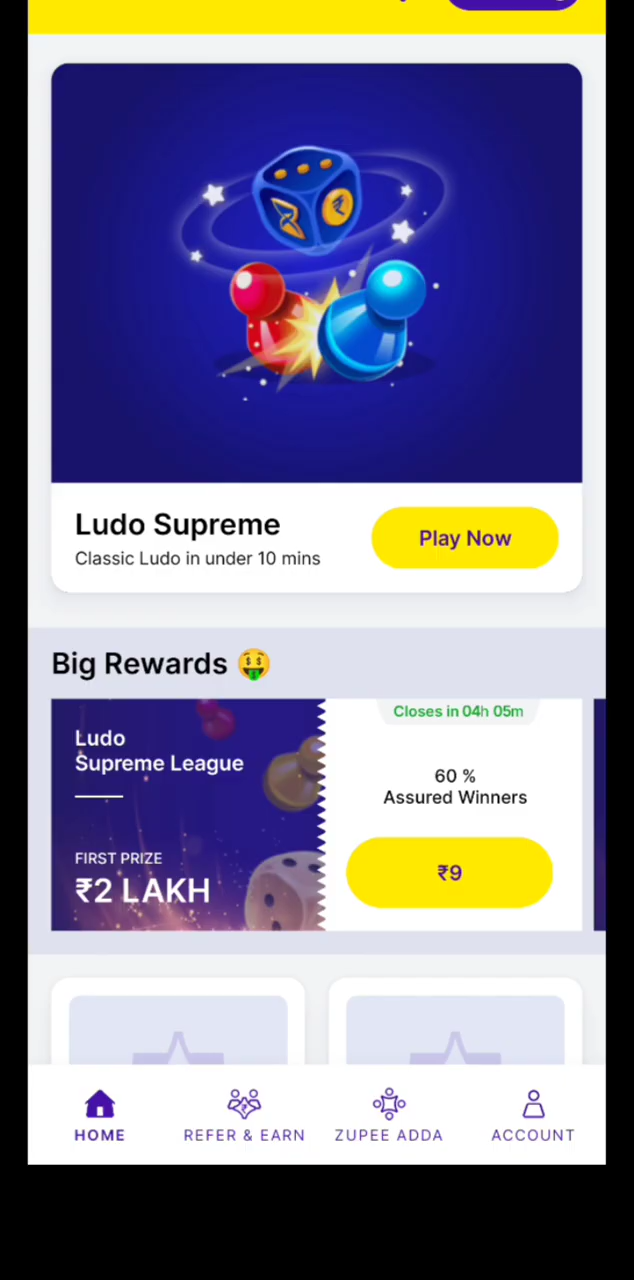 Ludo Supreme
Classic Ludo in under 10 mins
Play Now
Big Rewards 🤑
Ludo
Supreme League
FIRST PRIZE
₹2 LAKH
Closes in 04h 05m
60 %
Assured Winners
₹9
HOME
REFER & EARN
ZUPEE ADDA
ACCOUNT